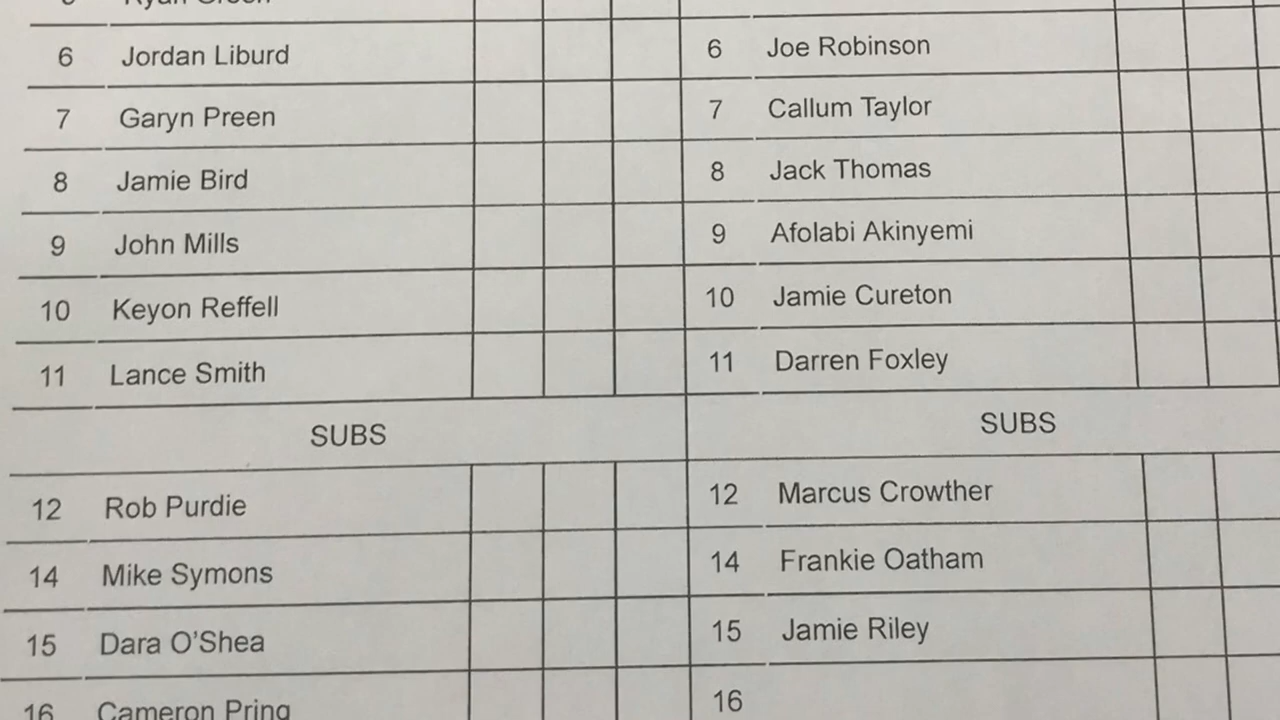 6 Jordan Liburd 6 Joe Robinson
7 Garyn Preen 7 Callum Taylor
8 Jamie Bird 8 Jack Thomas
9 John Mills 9 Afolabi Akinyemi
10 Keyon Reffell 10 Jamie Cureton
11 Lance Smith 11 Darren Foxley
SUBS SUBS
12 Rob Purdie 12 Marcus Crowther
14 Mike Symons 14 Frankie Oatham
15 Dara O'Shea 15 Jamie Riley
16 Cameron Pring 16